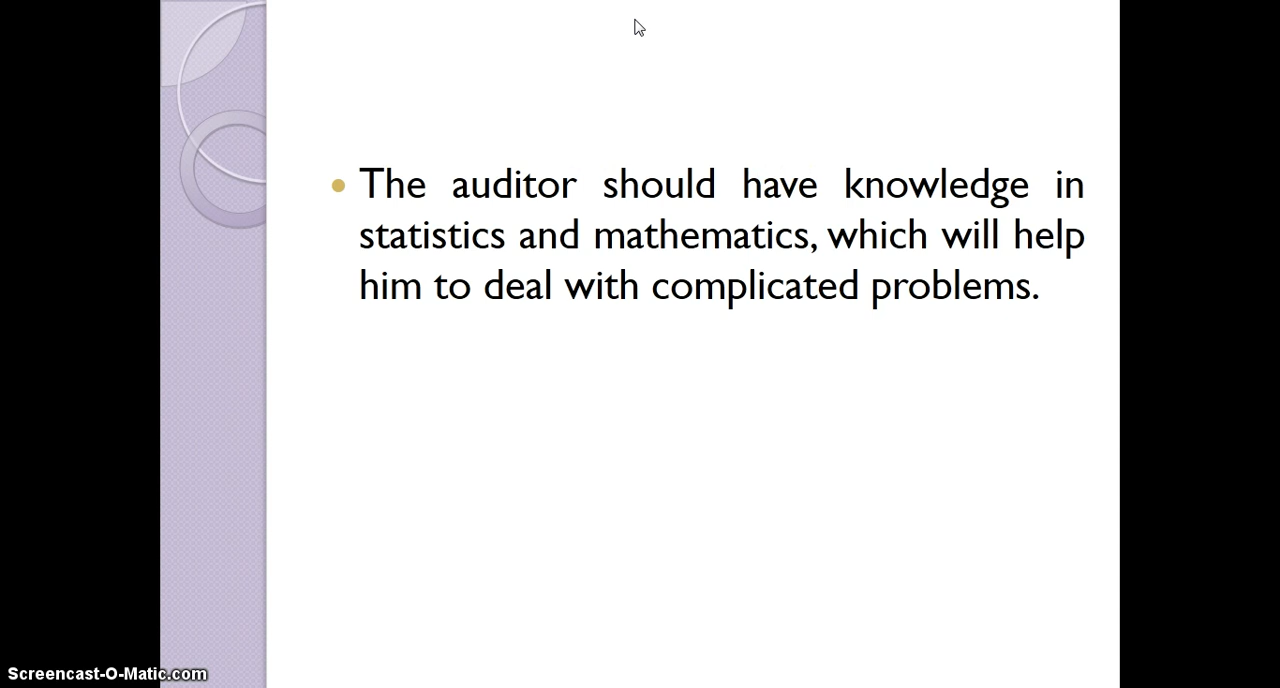 The auditor should have knowledge in
statistics and mathematics, which will help
him to deal with complicated problems.
Screencast-O-Matic.com